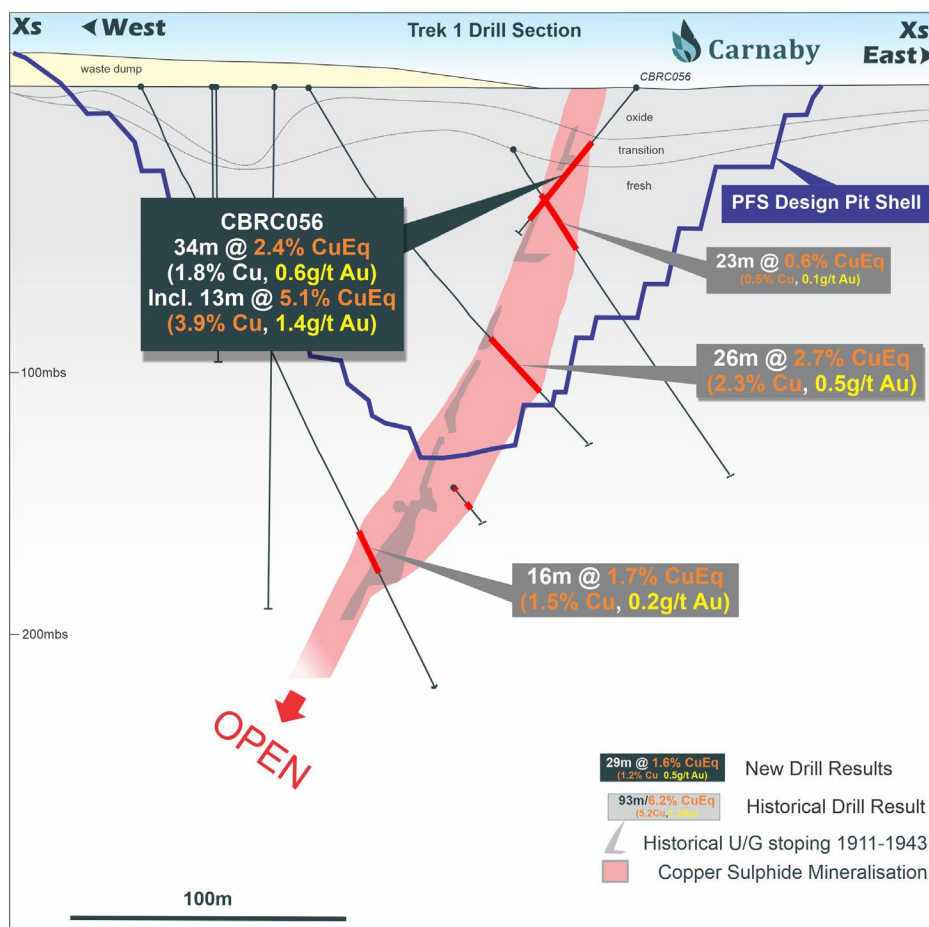 Xs
◄West
Trek 1 Drill Section
Carnaby
Xs
East►
waste dump
CBRC056
oxide
transition
fresh
PFS Design Pit Shell
CBRC056
34m @ 2.4% CuEq
(1.8% Cu, 0.6g/t Au)
Incl. 13m @ 5.1% CuEq
(3.9% Cu, 1.4g/t Au)
23m @ 0.6% CuEq
(0.5% Cu, 0.1g/t Au)
26m @ 2.7% CuEq
(2.3% Cu, 0.5g/t Au)
100mbs
16m @ 1.7% CuEq
(1.5% Cu, 0.2g/t Au)
200mbs
OPEN
29m @ 1.6% CuEq
(1.2% Cu 0.5g/t Au)
New Drill Results
93m/6.2% CuEq
(5.2Cu,
Historical Drill Result
Historical U/G stoping 1911-1943
Copper Sulphide Mineralisation
100m